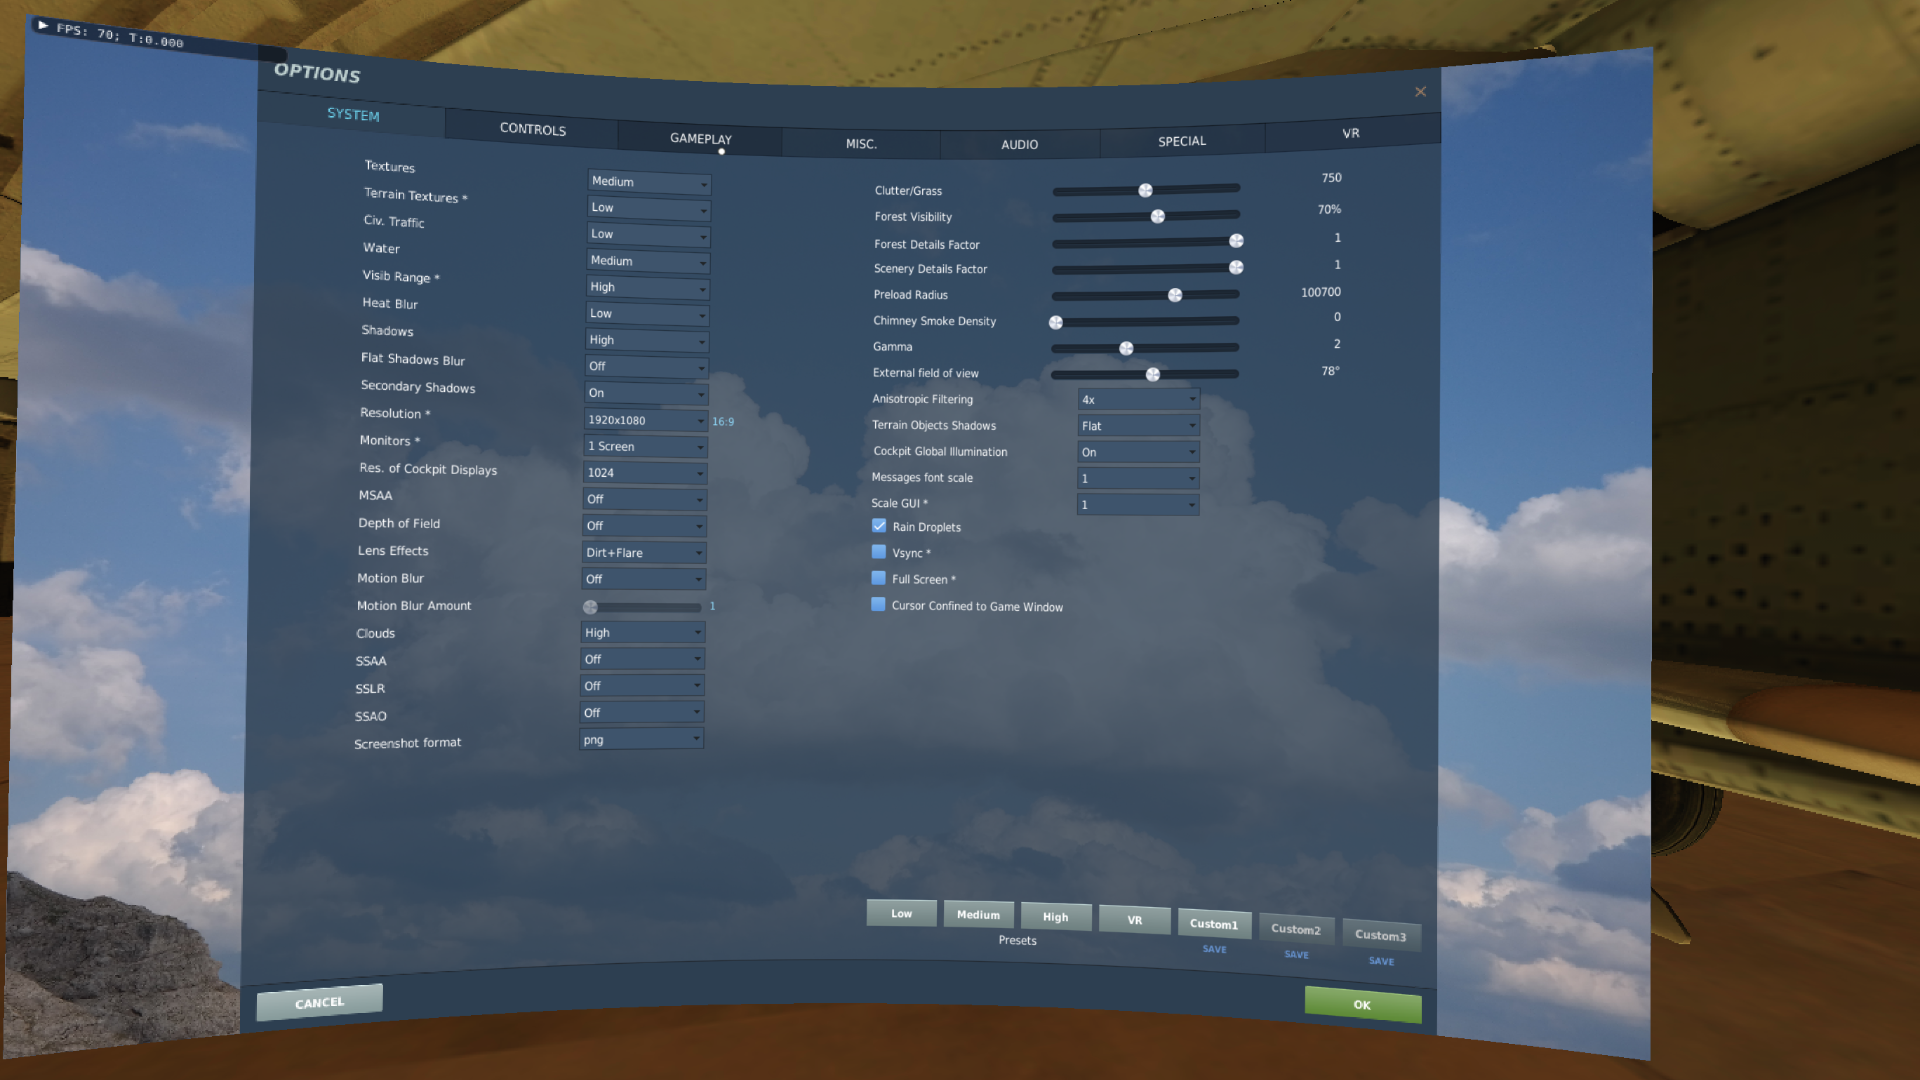 FPS: 70; T:0.000
OPTIONS
SYSTEM
CONTROLS
GAMEPLAY
MISC.
AUDIO
SPECIAL
VR
Textures Medium
Terrain Textures * Low
Civ. Traffic Low
Water Medium
Visib Range * High
Heat Blur Low
Shadows High
Flat Shadows Blur Off
Secondary Shadows On
Resolution * 1920x1080 16:9
Monitors * 1 Screen
Res. of Cockpit Displays 1024
MSAA Off
Depth of Field Off
Lens Effects Dirt+Flare
Motion Blur Off
Motion Blur Amount 1
Clouds High
SSAA Off
SSLR Off
SSAO Off
Screenshot format png
Clutter/Grass 750
Forest Visibility 70%
Forest Details Factor 1
Scenery Details Factor 1
Preload Radius 100700
Chimney Smoke Density 0
Gamma 2
External field of view 78°
Anisotropic Filtering 4x
Terrain Objects Shadows Flat
Cockpit Global Illumination On
Messages font scale 1
Scale GUI * 1
Rain Droplets
Vsync *
Full Screen *
Cursor Confined to Game Window
Low Medium High VR Custom1 Custom2 Custom3
Presets
SAVE SAVE SAVE
CANCEL
OK